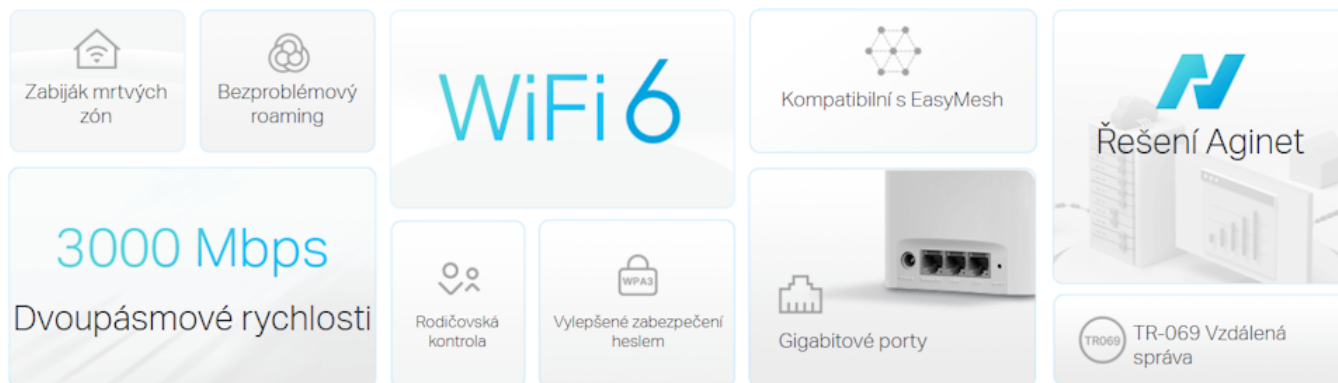 Zabiják mrtvých
zón
Bezproblémový
roaming
WiFi 6
Kompatibilní s EasyMesh
Řešení Aginet
3000 Mbps
Dvoupásmové rychlosti
Rodičovská
kontrola
WPA3
Vylepšené zabezpečení
heslem
Gigabitové porty
TR069
TR-069 Vzdálená
správa